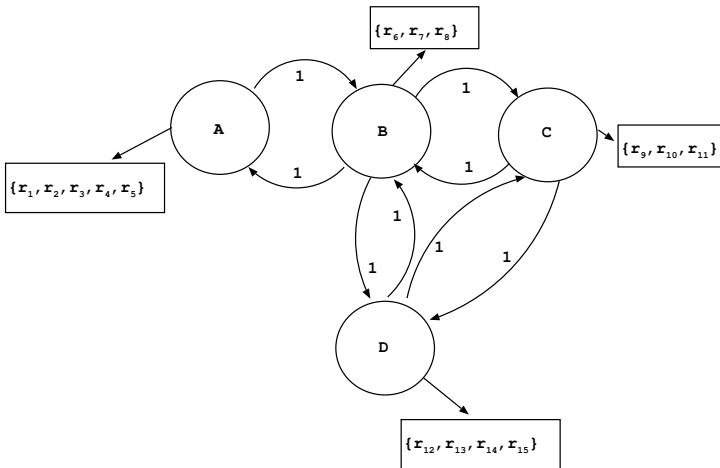 {r₆, r₇, r₈}
1
1
A
B
C
{r₉, r₁₀, r₁₁}
1
1
{r₁, r₂, r₃, r₄, r₅}
1
1
1
1
D
{r₁₂, r₁₃, r₁₄, r₁₅}